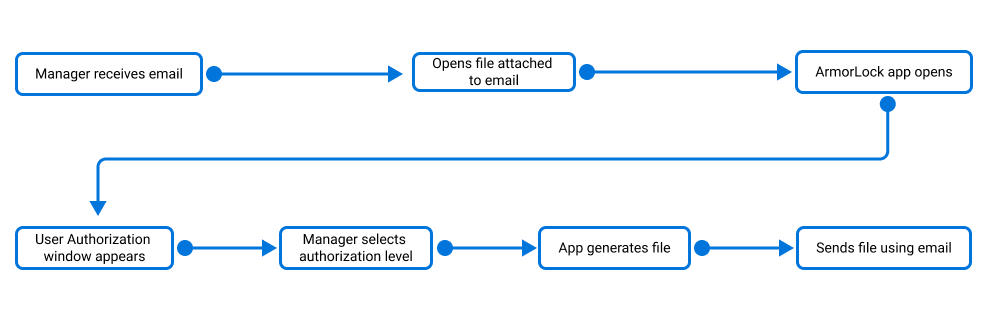 Manager receives email
Opens file attached
to email
ArmorLock app opens
User Authorization
window appears
Manager selects
authorization level
App generates file
Sends file using email